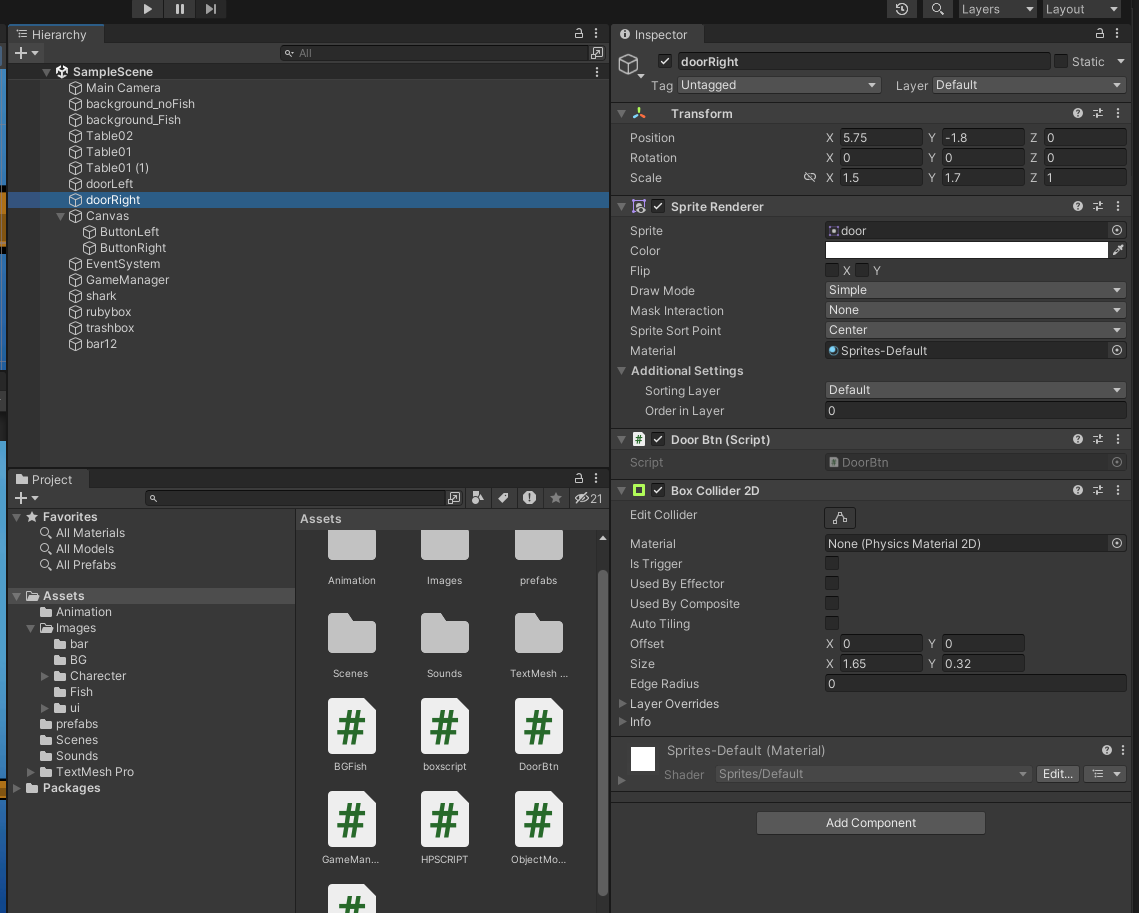 Layers
Layout
Hierarchy
All
SampleScene
Main Camera
background_noFish
background_Fish
Table02
Table01
Table01 (1)
doorLeft
doorRight
Canvas
ButtonLeft
ButtonRight
EventSystem
GameManager
shark
rubybox
trashbox
bar12
Project
21
Favorites
All Materials
All Models
All Prefabs
Assets
Animation
Images
bar
BG
Charecter
Fish
ui
prefabs
Scenes
Sounds
TextMesh Pro
Packages
Assets
Animation
Images
prefabs
Scenes
Sounds
TextMesh ...
BGFish
boxscript
DoorBtn
GameMan...
HPSCRIPT
ObjectMo...
Inspector
doorRight
Static
Tag Untagged
Layer Default
Transform
Position X 5.75 Y -1.8 Z 0
Rotation X 0 Y 0 Z 0
Scale X 1.5 Y 1.7 Z 1
Sprite Renderer
Sprite door
Color
Flip X Y
Draw Mode Simple
Mask Interaction None
Sprite Sort Point Center
Material Sprites-Default
Additional Settings
Sorting Layer Default
Order in Layer 0
Door Btn (Script)
Script DoorBtn
Box Collider 2D
Edit Collider
Material None (Physics Material 2D)
Is Trigger
Used By Effector
Used By Composite
Auto Tiling
Offset X 0 Y 0
Size X 1.65 Y 0.32
Edge Radius 0
Layer Overrides
Info
Sprites-Default (Material)
Shader Sprites/Default Edit...
Add Component